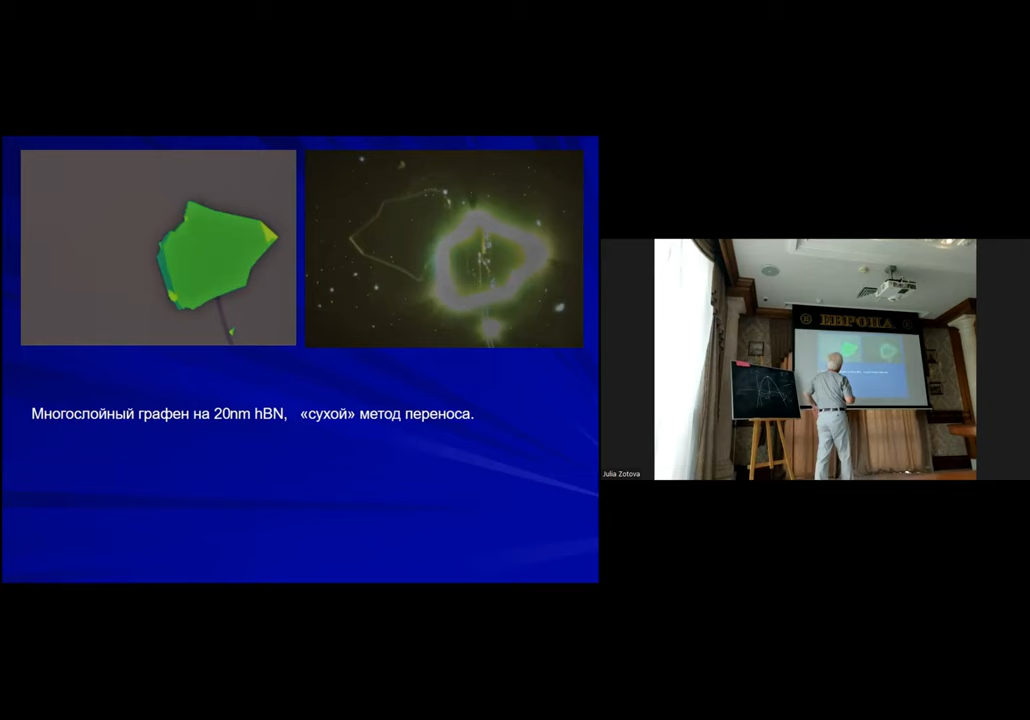 Многослойный графен на 20nm hBN, «сухой» метод переноса.
ЕВРОПА
Julia Zotova